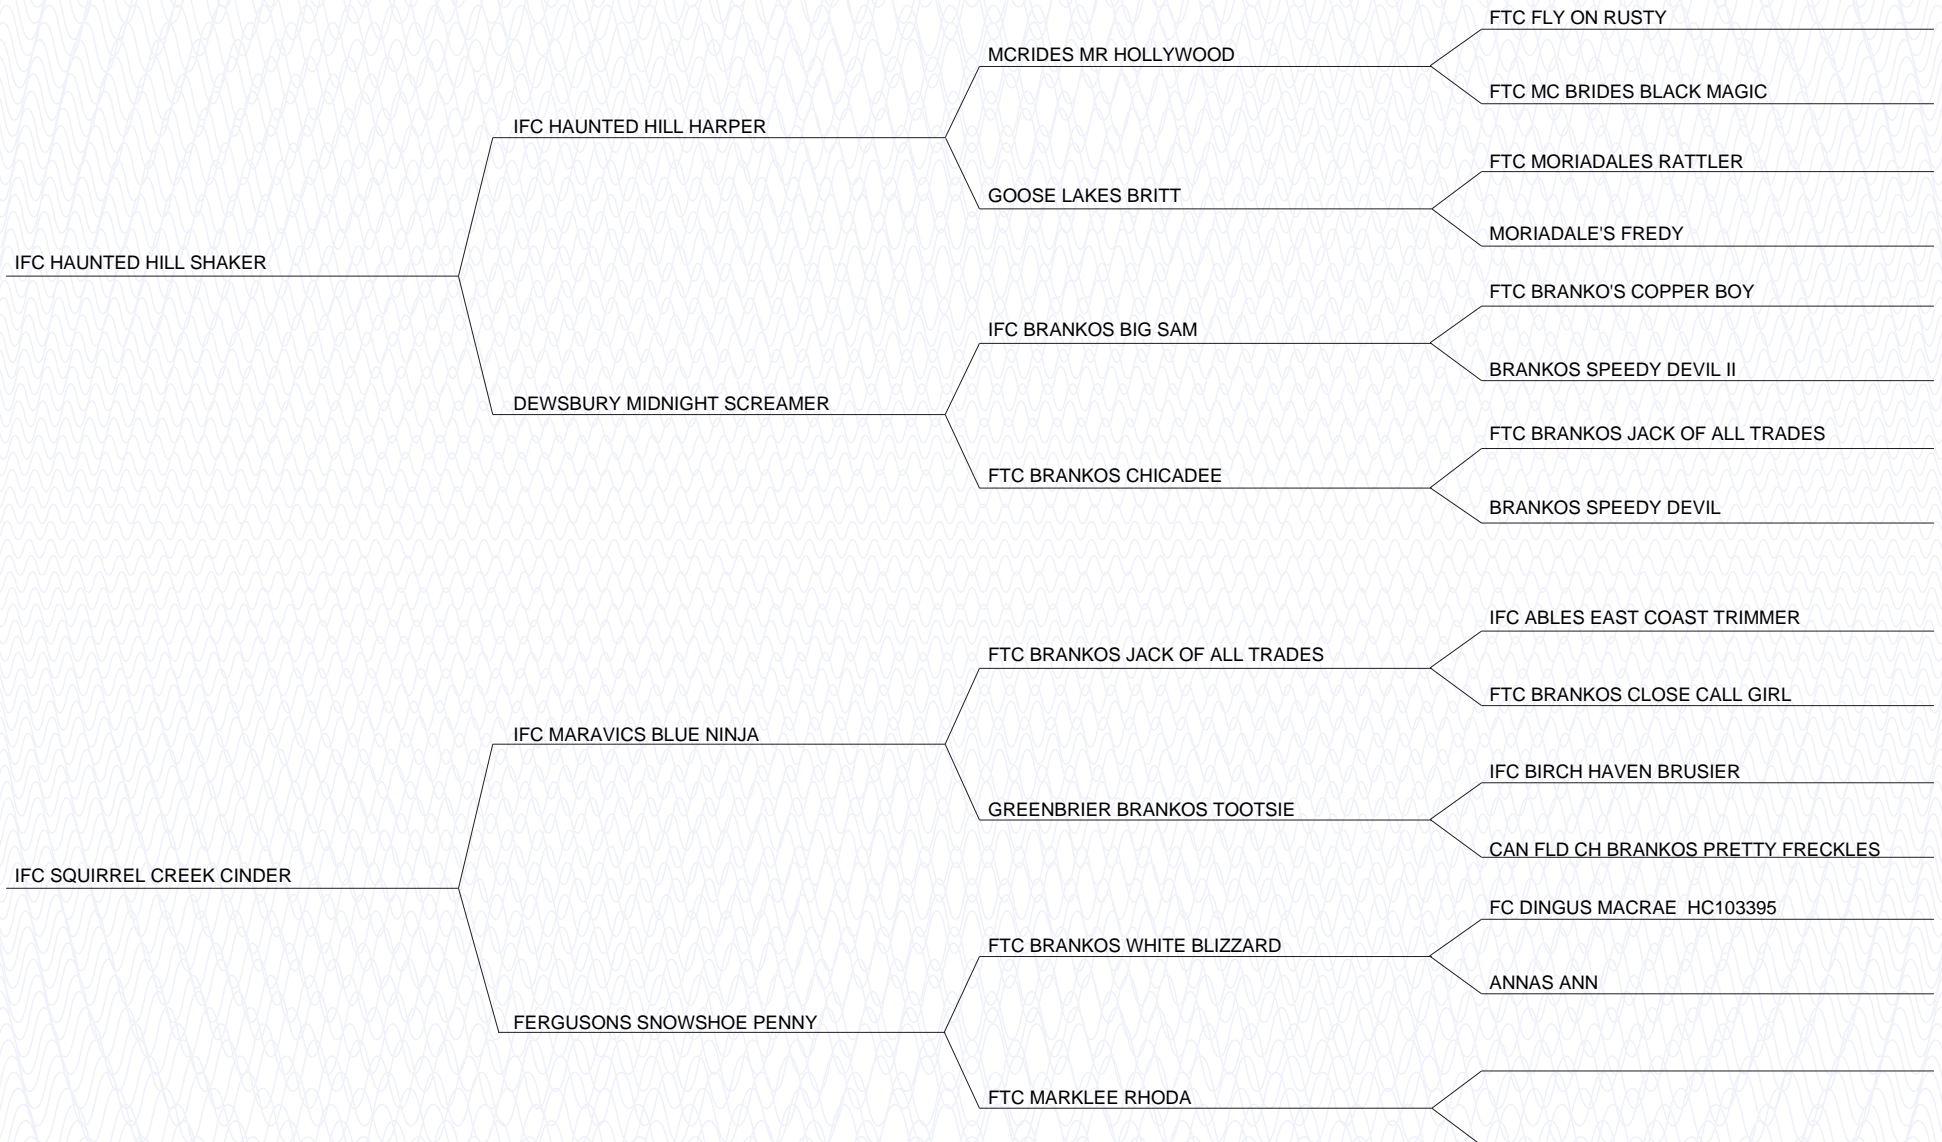 FTC FLY ON RUSTY
MCRIDES MR HOLLYWOOD
FTC MC BRIDES BLACK MAGIC
IFC HAUNTED HILL HARPER
FTC MORIADALES RATTLER
GOOSE LAKES BRITT
MORIADALE'S FREDY
IFC HAUNTED HILL SHAKER
FTC BRANKO'S COPPER BOY
IFC BRANKOS BIG SAM
BRANKOS SPEEDY DEVIL II
DEWSBURY MIDNIGHT SCREAMER
FTC BRANKOS JACK OF ALL TRADES
FTC BRANKOS CHICADEE
BRANKOS SPEEDY DEVIL
IFC ABLES EAST COAST TRIMMER
FTC BRANKOS JACK OF ALL TRADES
FTC BRANKOS CLOSE CALL GIRL
IFC MARAVICS BLUE NINJA
IFC BIRCH HAVEN BRUSIER
GREENBRIER BRANKOS TOOTSIE
CAN FLD CH BRANKOS PRETTY FRECKLES
IFC SQUIRREL CREEK CINDER
FC DINGUS MACRAE  HC103395
FTC BRANKOS WHITE BLIZZARD
ANNAS ANN
FERGUSONS SNOWSHOE PENNY
FTC MARKLEE RHODA